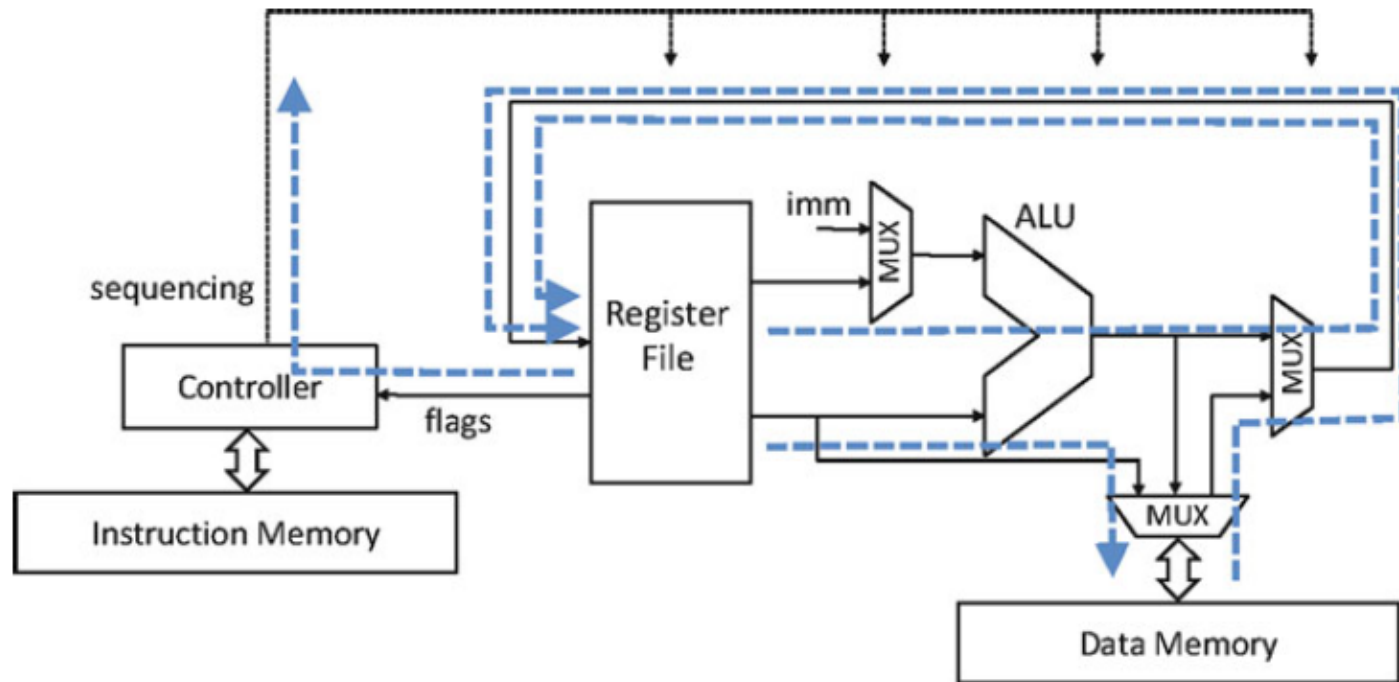 imm
MUX
ALU
sequencing
Register
File
MUX
Controller
flags
MUX
Instruction Memory
Data Memory